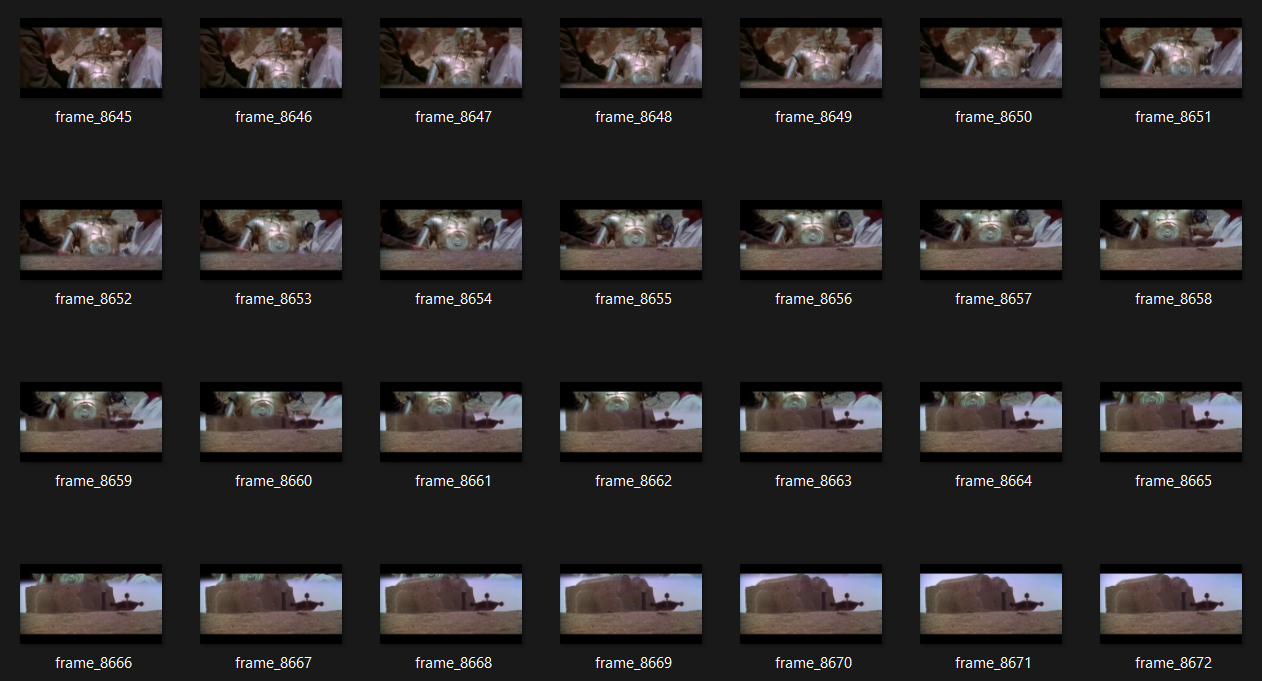 frame_8645 frame_8646 frame_8647 frame_8648 frame_8649 frame_8650 frame_8651
frame_8652 frame_8653 frame_8654 frame_8655 frame_8656 frame_8657 frame_8658
frame_8659 frame_8660 frame_8661 frame_8662 frame_8663 frame_8664 frame_8665
frame_8666 frame_8667 frame_8668 frame_8669 frame_8670 frame_8671 frame_8672